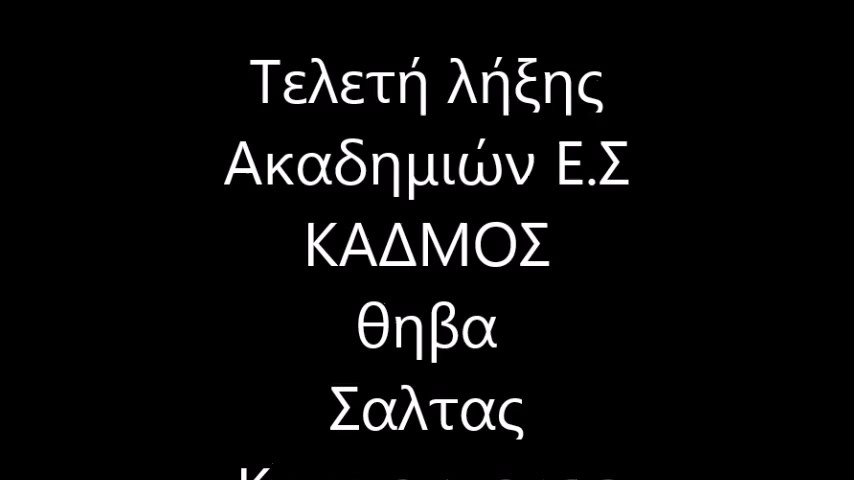 Τελετή λήξης
Ακαδημιών Ε.Σ
ΚΑΔΜΟΣ
θηβα
Σαλτας